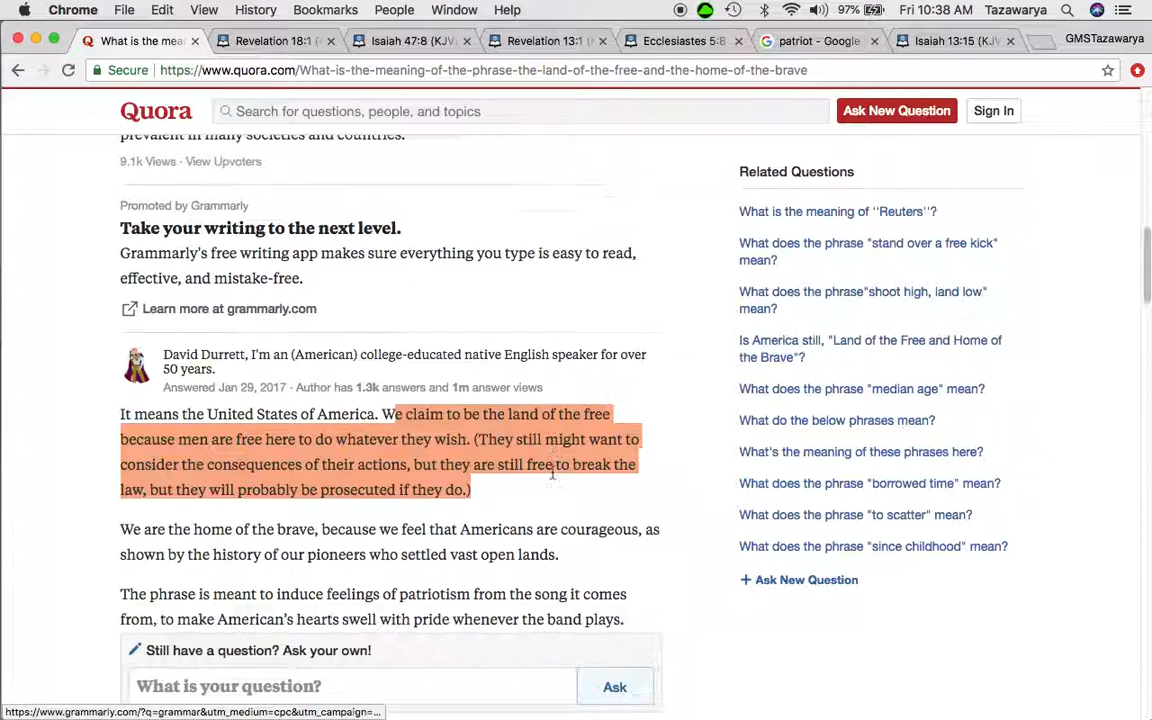 Chrome File Edit View History Bookmarks People Window Help 97% Fri 10:38 AM Tazawarya
Q What is the mea × Revelation 18:1 ( × Isaiah 47:8 (KJV × Revelation 13:1 × Ecclesiastes 5:8 × patriot - Google × Isaiah 13:15 (KJV × GMSTazawarya
Secure https://www.quora.com/What-is-the-meaning-of-the-phrase-the-land-of-the-free-and-the-home-of-the-brave
Quora Search for questions, people, and topics Ask New Question Sign In
prevalent in many societies and countries.
9.1k Views · View Upvoters
Promoted by Grammarly
Take your writing to the next level.
Grammarly's free writing app makes sure everything you type is easy to read,
effective, and mistake-free.
Learn more at grammarly.com
David Durrett, I'm an (American) college-educated native English speaker for over
50 years.
Answered Jan 29, 2017 · Author has 1.3k answers and 1m answer views
It means the United States of America. We claim to be the land of the free
because men are free here to do whatever they wish. (They still might want to
consider the consequences of their actions, but they are still free to break the
law, but they will probably be prosecuted if they do.)
We are the home of the brave, because we feel that Americans are courageous, as
shown by the history of our pioneers who settled vast open lands.
The phrase is meant to induce feelings of patriotism from the song it comes
from, to make American's hearts swell with pride whenever the band plays.
Still have a question? Ask your own!
What is your question? Ask
Related Questions
What is the meaning of ''Reuters''?
What does the phrase "stand over a free kick"
mean?
What does the phrase"shoot high, land low"
mean?
Is America still, "Land of the Free and Home of
the Brave"?
What does the phrase "median age" mean?
What do the below phrases mean?
What's the meaning of these phrases here?
What does the phrase "borrowed time" mean?
What does the phrase "to scatter" mean?
What does the phrase "since childhood" mean?
+ Ask New Question
https://www.grammarly.com/?q=grammar&utm_medium=cpc&utm_campaign=...